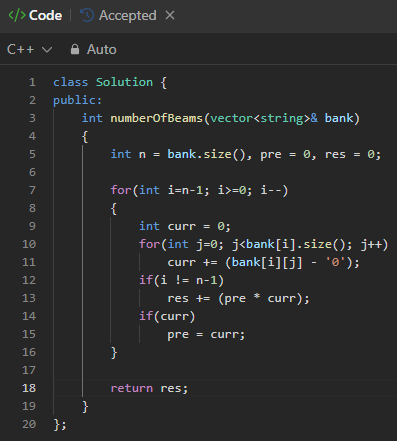 </> Code | Accepted ×
C++ Auto
1 class Solution {
2 public:
3     int numberOfBeams(vector<string>& bank)
4     {
5         int n = bank.size(), pre = 0, res = 0;
6
7         for(int i=n-1; i>=0; i--)
8         {
9             int curr = 0;
10             for(int j=0; j<bank[i].size(); j++)
11                 curr += (bank[i][j] - '0');
12             if(i != n-1)
13                 res += (pre * curr);
14             if(curr)
15                 pre = curr;
16         }
17
18         return res;
19     }
20 };